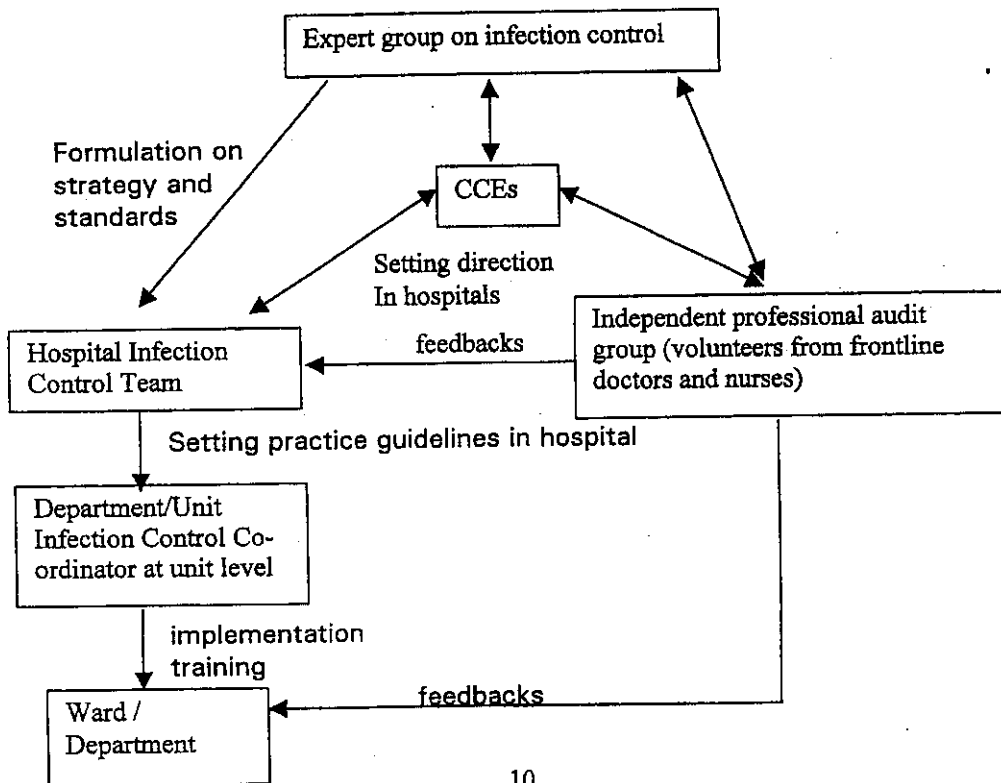 Expert group on infection control
Formulation on
strategy and
standards
CCEs
Setting direction
In hospitals
Hospital Infection
Control Team
feedbacks
Independent professional audit
group (volunteers from frontline
doctors and nurses)
Setting practice guidelines in hospital
Department/Unit
Infection Control Co-
ordinator at unit level
implementation
training
Ward /
Department
feedbacks
10